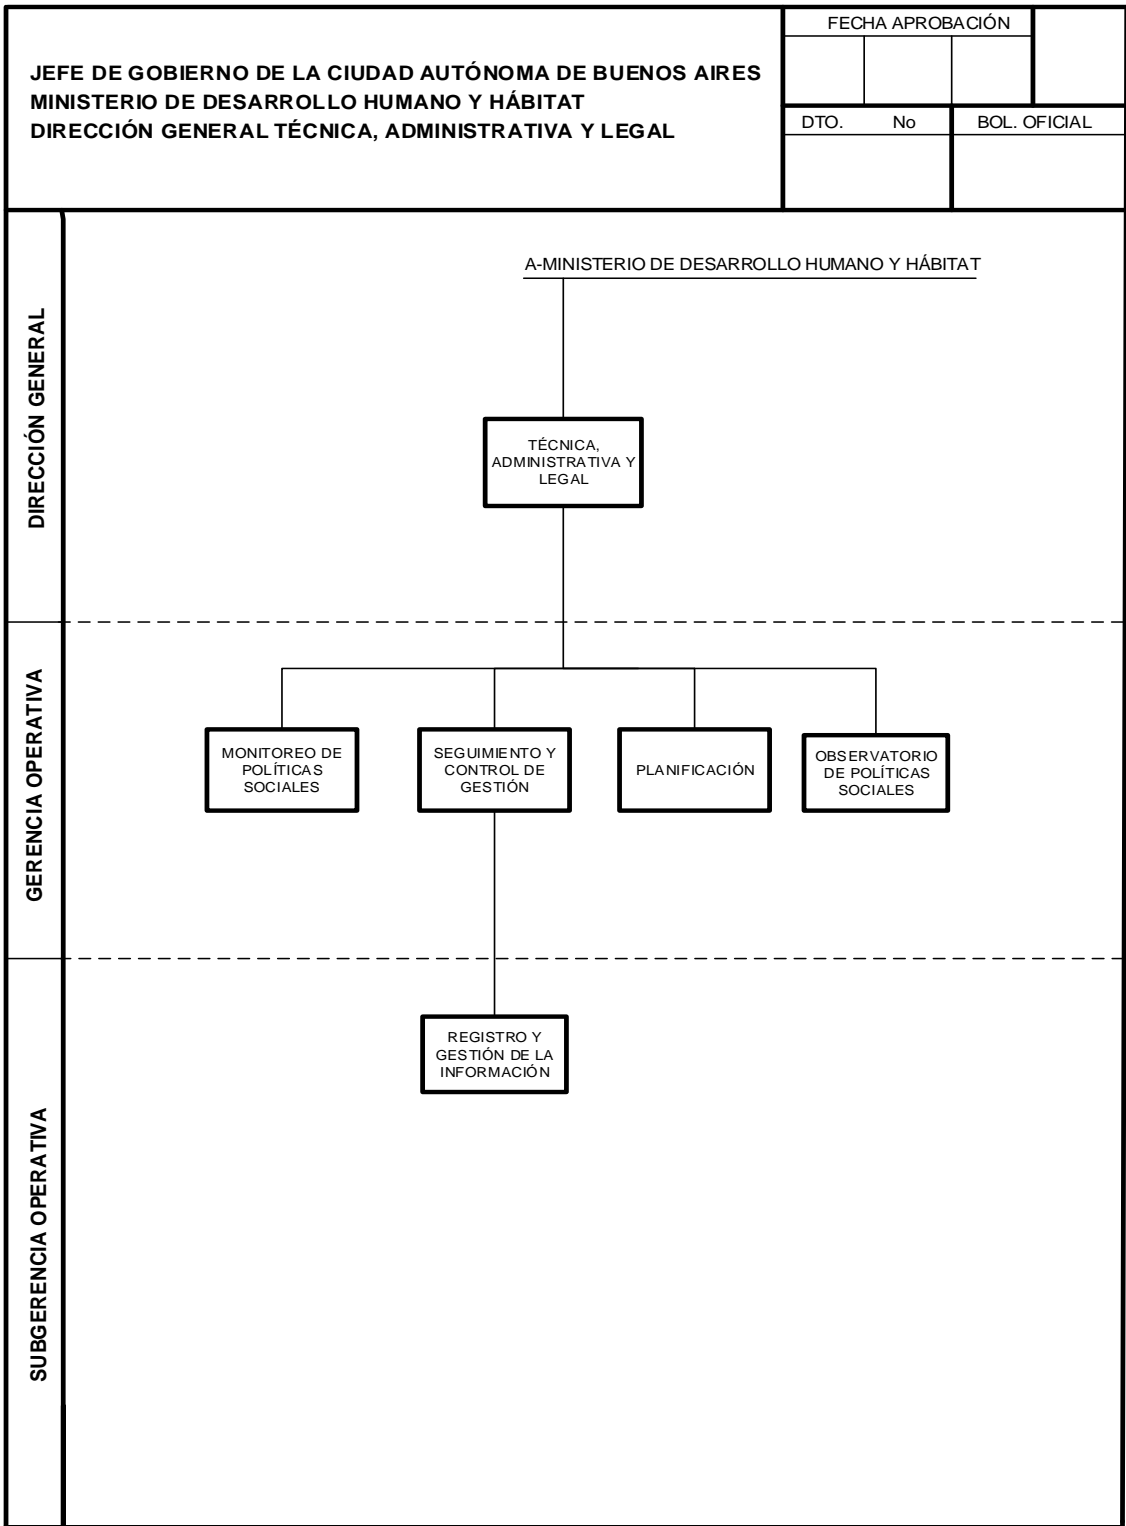 JEFE DE GOBIERNO DE LA CIUDAD AUTÓNOMA DE BUENOS AIRES
MINISTERIO DE DESARROLLO HUMANO Y HÁBITAT
DIRECCIÓN GENERAL TÉCNICA, ADMINISTRATIVA Y LEGAL
FECHA APROBACIÓN
DTO. No
BOL. OFICIAL
A-MINISTERIO DE DESARROLLO HUMANO Y HÁBITAT
DIRECCIÓN GENERAL
TÉCNICA,
ADMINISTRATIVA Y
LEGAL
GERENCIA OPERATIVA
MONITOREO DE
POLÍTICAS
SOCIALES
SEGUIMIENTO Y
CONTROL DE
GESTIÓN
PLANIFICACIÓN
OBSERVATORIO
DE POLÍTICAS
SOCIALES
SUBGERENCIA OPERATIVA
REGISTRO Y
GESTIÓN DE LA
INFORMACIÓN